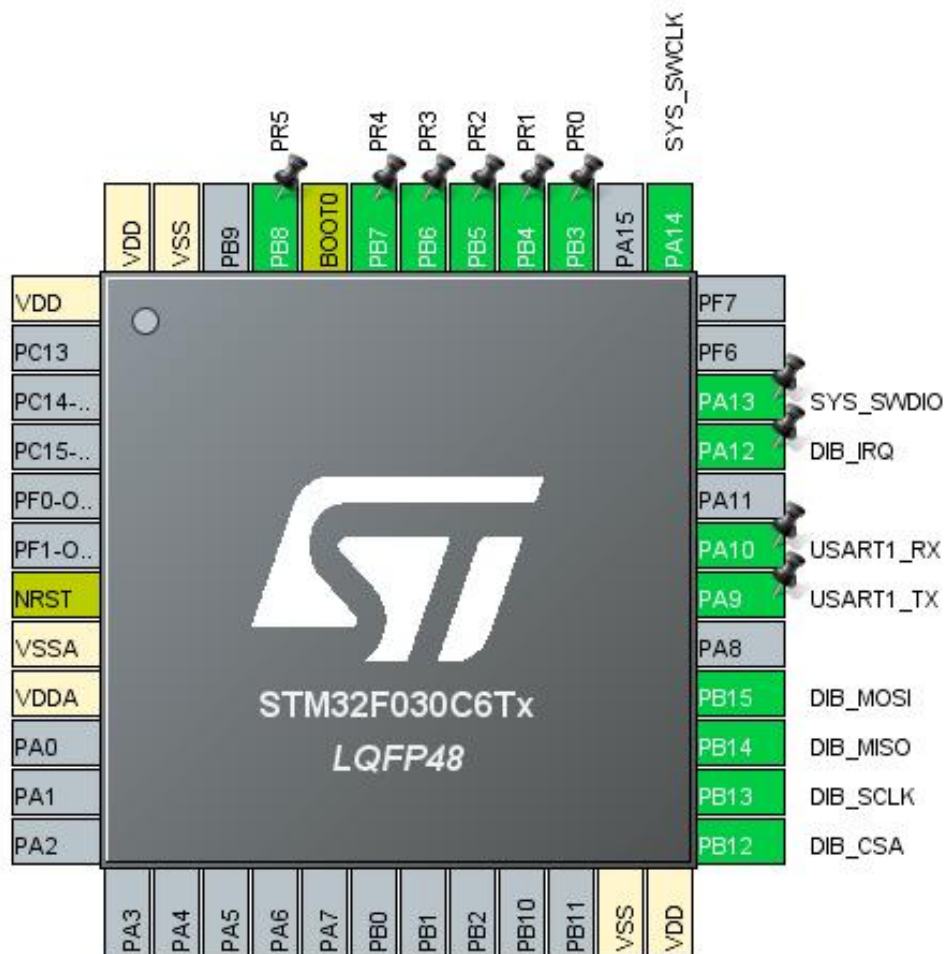 SYS_SWCLK
PR5
PR4
PR3
PR2
PR1
PR0
VDD
VSS
PB9
PB8
BOOT0
PB7
PB6
PB5
PB4
PB3
PA15
PA14
VDD
PC13
PC14-..
PC15-..
PF0-O..
PF1-O..
NRST
VSSA
VDDA
PA0
PA1
PA2
ST
STM32F030C6Tx
LQFP48
PF7
PF6
PA13 SYS_SWDIO
PA12 DIB_IRQ
PA11
PA10 USART1_RX
PA9 USART1_TX
PA8
PB15 DIB_MOSI
PB14 DIB_MISO
PB13 DIB_SCLK
PB12 DIB_CSA
PA3
PA4
PA5
PA6
PA7
PB0
PB1
PB2
PB10
PB11
VSS
VDD